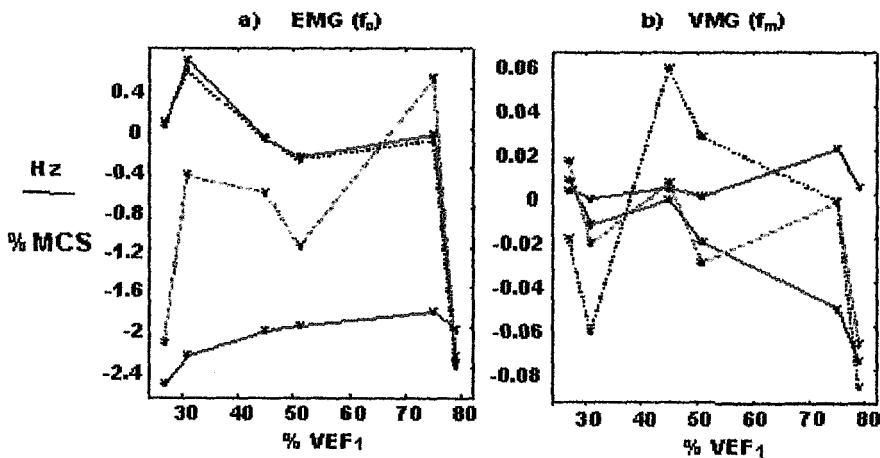 a) EMG (fₚ)
b) VMG (fₘ)
Hz
% MCS
0.4
0
-0.4
-0.8
-1.2
-1.6
-2
-2.4
30 40 50 60 70 80
% VEF₁
0.06
0.04
0.02
0
-0.02
-0.04
-0.06
-0.08
30 40 50 60 70 80
% VEF₁